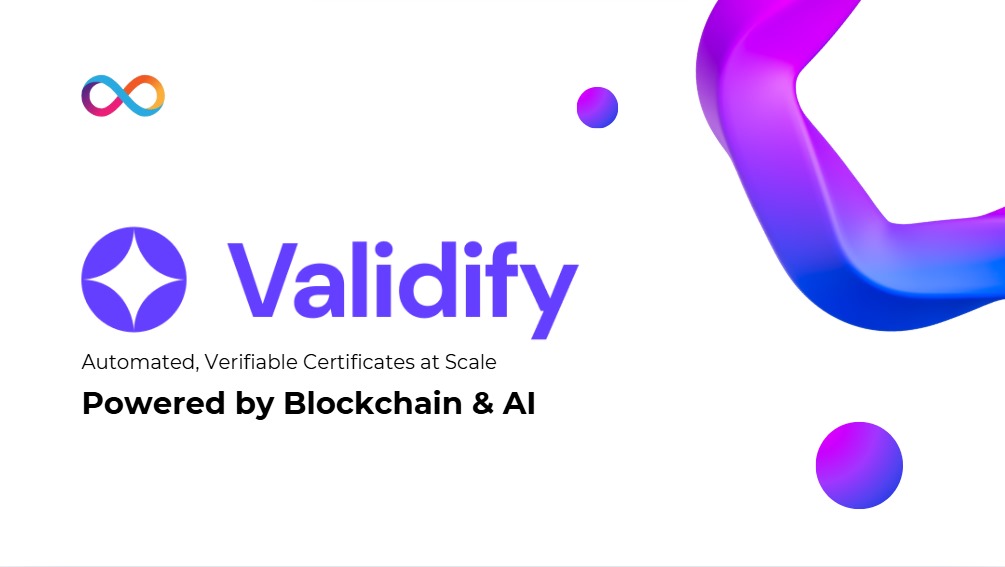 Validify
Automated, Verifiable Certificates at Scale
Powered by Blockchain & AI